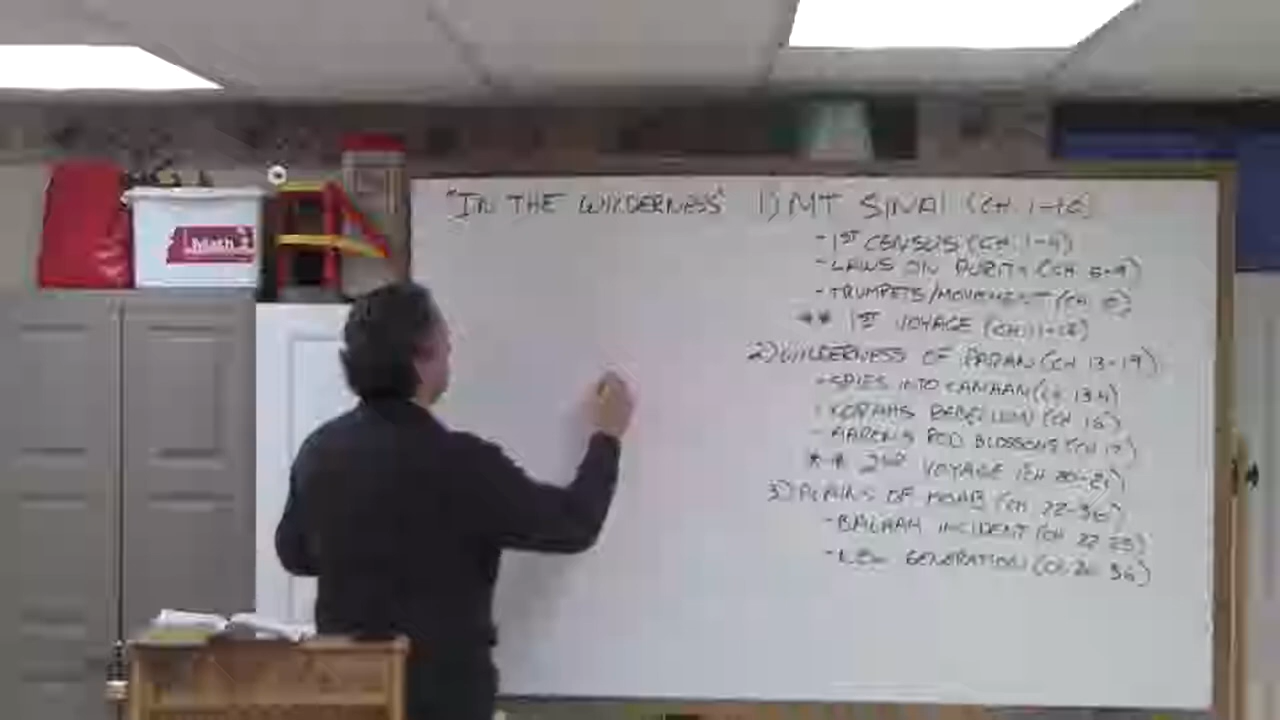 Math
"IN THE WILDERNESS" 1) MT SINAI (CH. 1-12)
- 1ST CENSUS (CH. 1-4)
- LAWS ON PURITY (CH 5-9)
- TRUMPETS/MOVEMENT (CH
** 1ST VOYAGE (CH 11-12)
2) WILDERNESS OF PARAN (CH 13-19)
- SPIES INTO CANAAN (CH 13-14)
- KORAHS REBELLION (CH 16)
- AARON'S ROD BLOSSOMS (CH 17)
** 2ND VOYAGE (CH 20-21)
3) PLAINS OF MOAB (CH 22-36)
- BALAAM INCIDENT (CH 22-25)
- NEW GENERATION (CH 26-36)